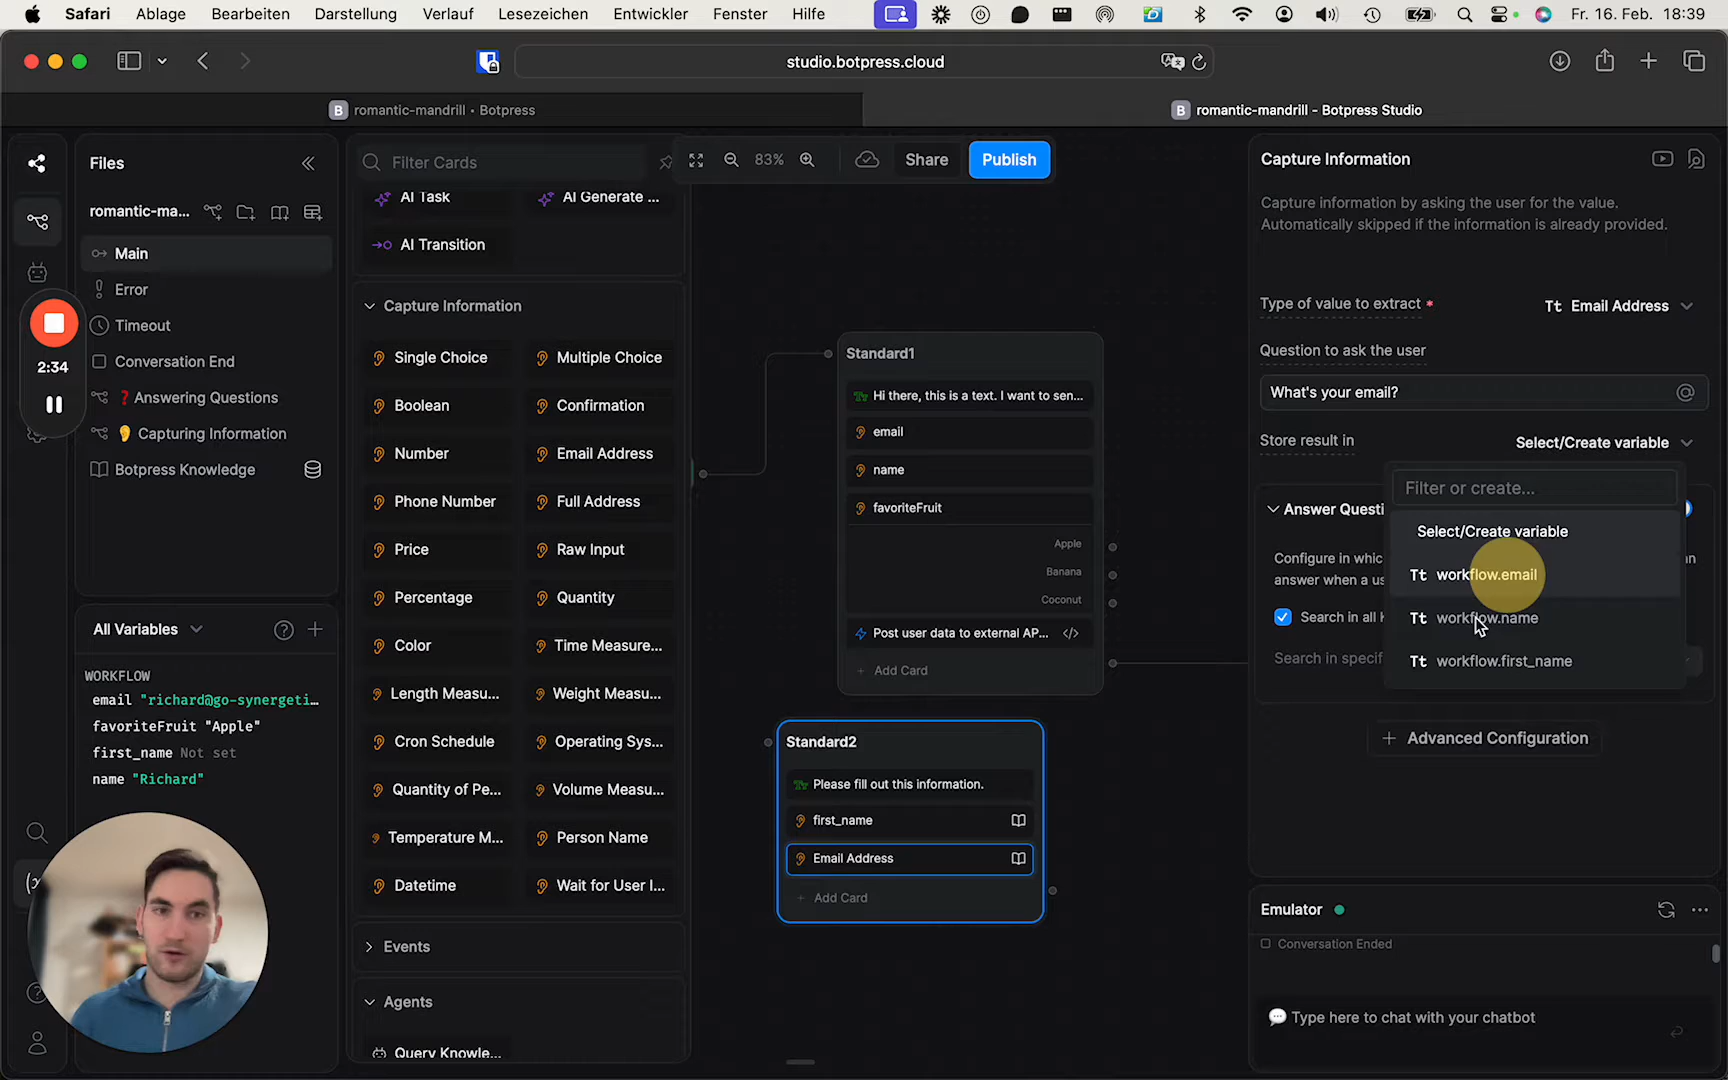 Safari Ablage Bearbeiten Darstellung Verlauf Lesezeichen Entwickler Fenster Hilfe Fr. 16. Feb. 18:39
studio.botpress.cloud
B romantic-mandrill • Botpress
B romantic-mandrill - Botpress Studio
Files
romantic-ma...
Main
Error
Timeout
Conversation End
❓Answering Questions
👂 Capturing Information
Botpress Knowledge
2:34
All Variables
WORKFLOW
email "richard@go-synergeti…
favoriteFruit "Apple"
first_name Not set
name "Richard"
Filter Cards
AI Task
AI Generate ...
AI Transition
Capture Information
Single Choice
Multiple Choice
Boolean
Confirmation
Number
Email Address
Phone Number
Full Address
Price
Raw Input
Percentage
Quantity
Color
Time Measure...
Length Measu...
Weight Measu...
Cron Schedule
Operating Sys...
Quantity of Pe...
Volume Measu...
Temperature M...
Person Name
Datetime
Wait for User I...
Events
Agents
Query Knowle...
83%
Share
Publish
Standard1
Hi there, this is a text. I want to sen...
email
name
favoriteFruit
Apple
Banana
Coconut
Post user data to external AP...
+ Add Card
Standard2
Please fill out this information.
first_name
Email Address
+ Add Card
Capture Information
Capture information by asking the user for the value.
Automatically skipped if the information is already provided.
Type of value to extract *
Tt Email Address
Question to ask the user
What's your email?
@
Store result in
Select/Create variable
Filter or create...
Select/Create variable
Tt workflow.email
Tt workflow.name
Tt workflow.first_name
Answer Questi
Configure in whic
an
answer when a us
Search in all
Search in specif
+ Advanced Configuration
Emulator
Conversation Ended
💬 Type here to chat with your chatbot